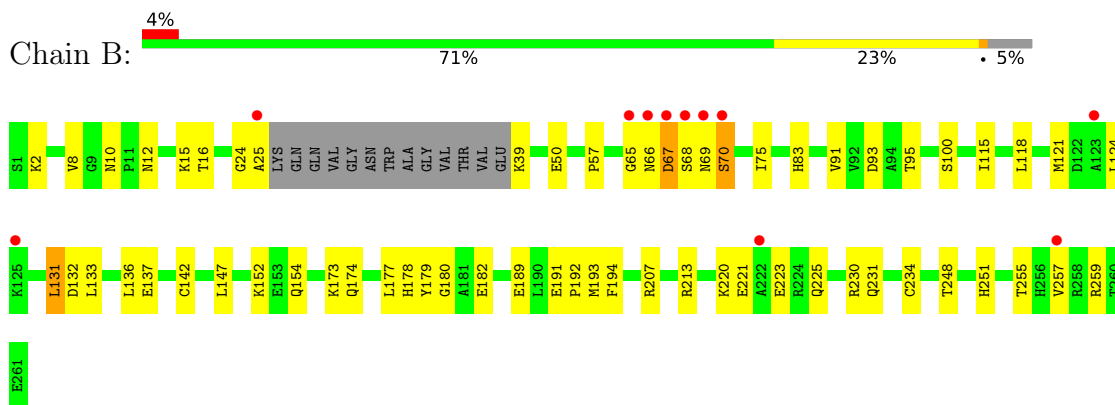 4%
Chain B:
71% 23% • 5%
S1 K2 V8 G9 N10 P11 N12 K15 T16 G24 A25 LYS GLN GLN VAL GLY ASN TRP ALA GLY VAL THR VAL GLU K39 E50 P57 G65 N66 D67 S68 N69 S70 I75 H83 V91 V92 D93 A94 T95 S100 I115 L118 M121 D122 A123 L124
K125 L131 D132 L133 L136 E137 C142 L147 K152 E153 Q154 K173 Q174 L177 H178 Y179 G180 A181 E182 E189 L190 E191 P192 M193 F194 R207 R213 K220 E221 A222 E223 R224 Q225 R230 Q231 C234 T248 H251 T255 H256 V257 R258 R259 T260
E261